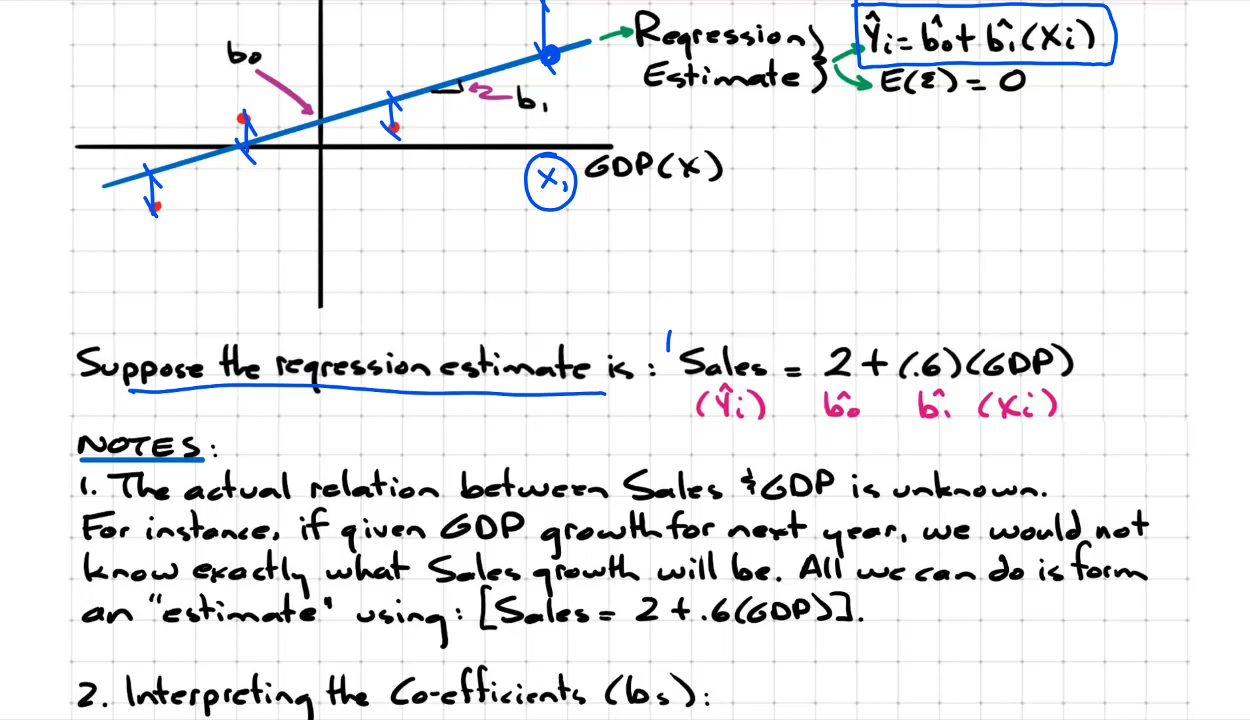 b₀
Regression
Estimate
Ŷi = b̂₀ + b̂₁(Xi)
E(ε) = 0
b₁
X₁
GDP(X)
Suppose the regression estimate is : Sales = 2 + (.6)(GDP)
(Ŷi) b̂₀ b̂₁ (Xi)
NOTES:
1. The actual relation between Sales & GDP is unknown.
For instance, if given GDP growth for next year, we would not
know exactly what Sales growth will be. All we can do is form
an "estimate" using: [Sales = 2 + .6(GDP)].
2. Interpreting the Co-efficients (bs):